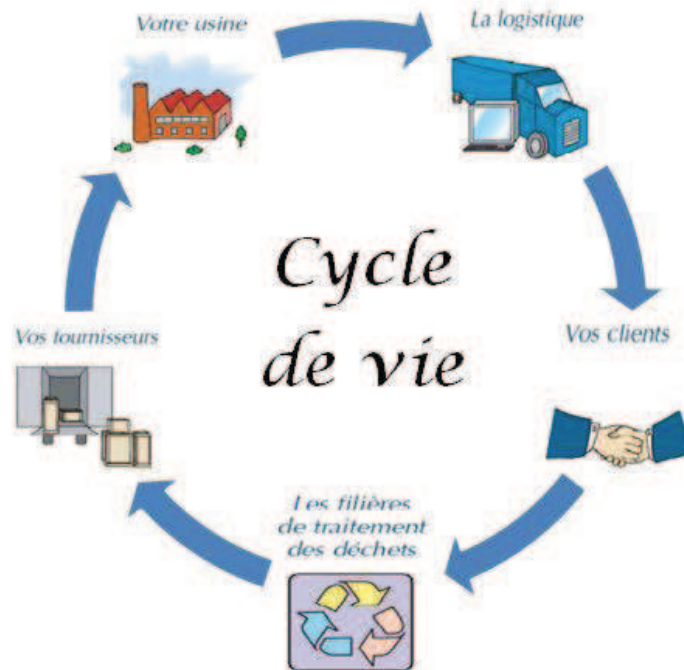 Votre usine
La logistique
Cycle
de vie
Vos fournisseurs
Vos clients
Les filières
de traitement
des déchets